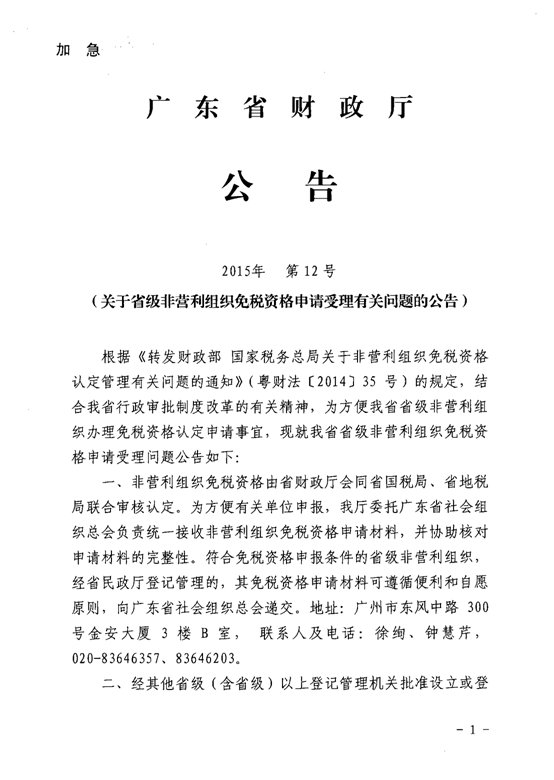 加 急
广 东 省 财 政 厅
公 告
2015年 第12号
（关于省级非营利组织免税资格申请受理有关问题的公告）
根据《转发财政部 国家税务总局关于非营利组织免税资格
认定管理有关问题的通知》（粤财法〔2014〕35 号）的规定，结
合我省行政审批制度改革的有关精神，为方便我省省级非营利组
织办理免税资格认定申请事宜，现就我省省级非营利组织免税资
格申请受理问题公告如下：
一、非营利组织免税资格由省财政厅会同省国税局、省地税
局联合审核认定。为方便有关单位申报，我厅委托广东省社会组
织总会负责统一接收非营利组织免税资格申请材料，并协助核对
申请材料的完整性。符合免税资格申报条件的省级非营利组织，
经省民政厅登记管理的，其免税资格申请材料可遵循便利和自愿
原则，向广东省社会组织总会递交。地址：广州市东风中路 300
号金安大厦 3 楼 B 室， 联系人及电话：徐绚、钟慧芹，
020-83646357、83646203。
二、经其他省级（含省级）以上登记管理机关批准设立或登
- 1 -